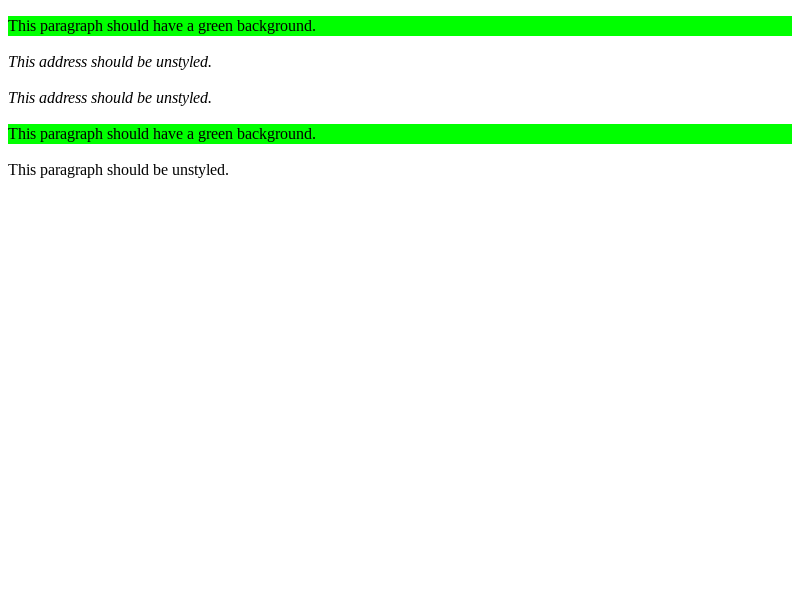 This paragraph should have a green background.
This address should be unstyled.
This address should be unstyled.
This paragraph should have a green background.
This paragraph should be unstyled.